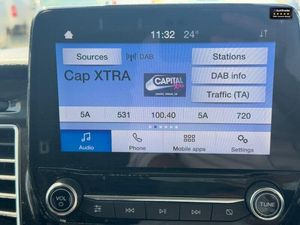 11:32 24°
Sources DAB Stations
Cap XTRA CAPITAL XTRA DAB info
Traffic (TA)
5A 531 100.40 5A 720
Audio Phone Mobile apps Settings
VOL TUNE